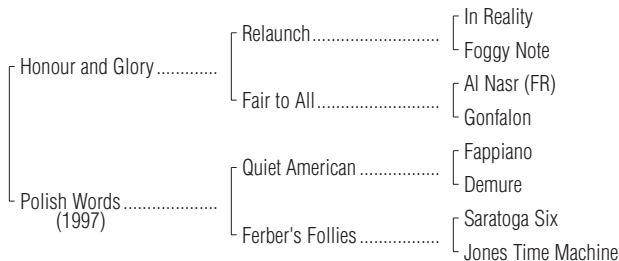 In Reality
Relaunch
Foggy Note
Honour and Glory
Al Nasr (FR)
Fair to All
Gonfalon
Fappiano
Quiet American
Demure
Polish Words
(1997)
Saratoga Six
Ferber's Follies
Jones Time Machine